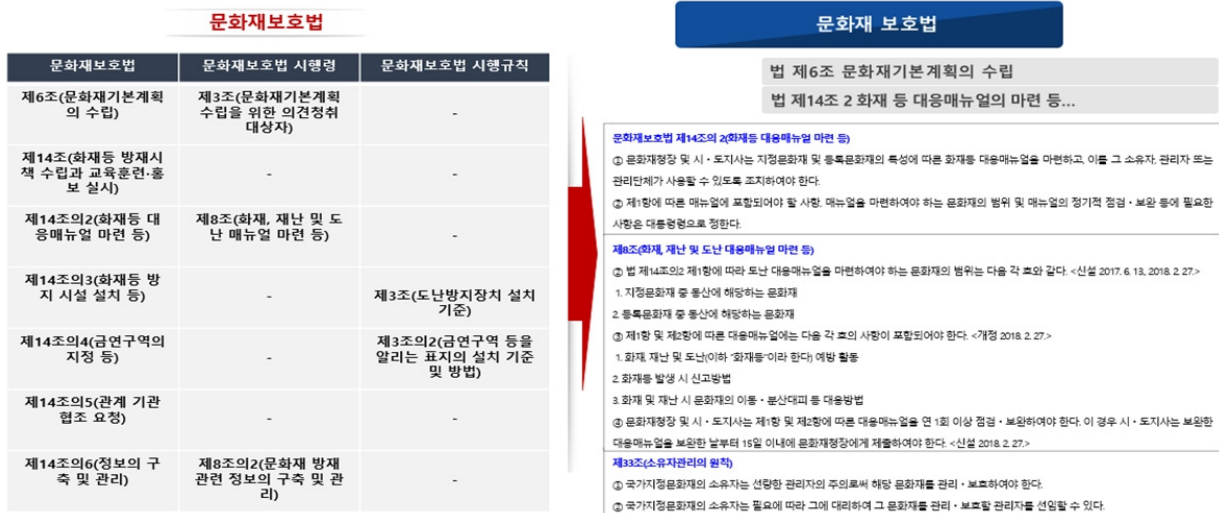 문화재보호법
문화재보호법 문화재보호법 시행령 문화재보호법 시행규칙
제6조(문화재기본계획
의 수립)
제3조(문화재기본계획
수립을 위한 의견청취
대상자)
-
제14조(화재등 방재시
책 수립과 교육훈련·홍
보 실시)
-
-
제14조의2(화재등 대
응매뉴얼 마련 등)
제8조(화재, 재난 및 도
난 매뉴얼 마련 등)
-
제14조의3(화재등 방
지 시설 설치 등)
-
제3조(도난방지장치 설치
기준)
제14조의4(금연구역의
지정 등)
-
제3조의2(금연구역 등을
알리는 표지의 설치 기준
및 방법)
제14조의5(관계 기관
협조 요청)
-
-
제14조의6(정보의 구
축 및 관리)
제8조의2(문화재 방재
관련 정보의 구축 및 관
리)
-
문화재 보호법
법 제6조 문화재기본계획의 수립
법 제14조 2 화재 등 대응매뉴얼의 마련 등...
문화재보호법 제14조의 2(화재등 대응매뉴얼 마련 등)
① 문화재청장 및 시・도지사는 지정문화재 및 등록문화재의 특성에 따른 화재등 대응매뉴얼을 마련하고, 이를 그 소유자, 관리자 또는
관리단체가 사용할 수 있도록 조치하여야 한다.
② 제1항에 따른 매뉴얼에 포함되어야 할 사항, 매뉴얼을 마련하여야 하는 문화재의 범위 및 매뉴얼의 정기적 점검・보완 등에 필요한
사항은 대통령령으로 정한다.
제8조(화재, 재난 및 도난 대응매뉴얼 마련 등)
② 법 제14조의2 제1항에 따라 도난 대응매뉴얼을 마련하여야 하는 문화재의 범위는 다음 각 호와 같다. <신설 2017. 6. 13, 2018. 2. 27.>
1. 지정문화재 중 동산에 해당하는 문화재
2. 등록문화재 중 동산에 해당하는 문화재
③ 제1항 및 제2항에 따른 대응매뉴얼에는 다음 각 호의 사항이 포함되어야 한다. <개정 2018. 2. 27.>
1. 화재, 재난 및 도난(이하 "화재등"이라 한다) 예방 활동
2. 화재등 발생 시 신고방법
3. 화재 및 재난 시 문화재의 이동・분산대피 등 대응방법
③ 문화재청장 및 시・도지사는 제1항 및 제2항에 따른 대응매뉴얼을 연 1회 이상 점검・보완하여야 한다. 이 경우 시・도지사는 보완한
대응매뉴얼을 보완한 날부터 15일 이내에 문화재청장에게 제출하여야 한다. <신설 2018. 2. 27.>
제33조(소유자관리의 원칙)
① 국가지정문화재의 소유자는 선량한 관리자의 주의로써 해당 문화재를 관리・보호하여야 한다.
② 국가지정문화재의 소유자는 필요에 따라 그에 대리하여 그 문화재를 관리・보호할 관리자를 선임할 수 있다.